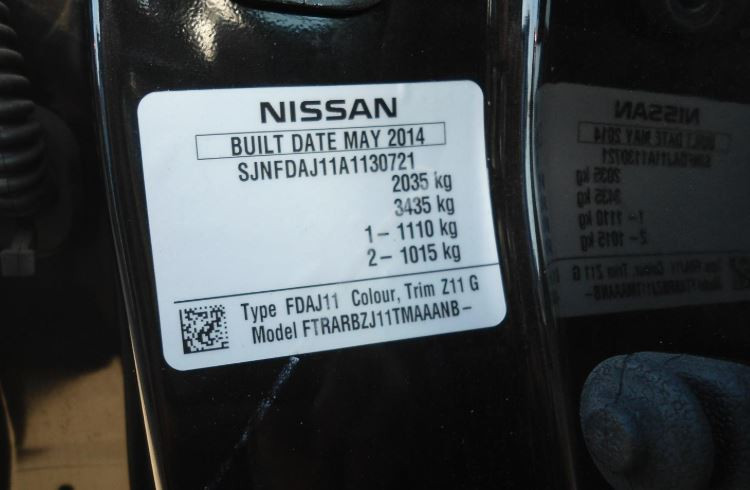 NISSAN
BUILT DATE MAY 2014
SJNFDAJ11A1130721
2035 kg
3435 kg
1– 1110 kg
2– 1015 kg
Type FDAJ11 Colour, Trim Z11 G
Model FTRARBZJ11TMAAANB–